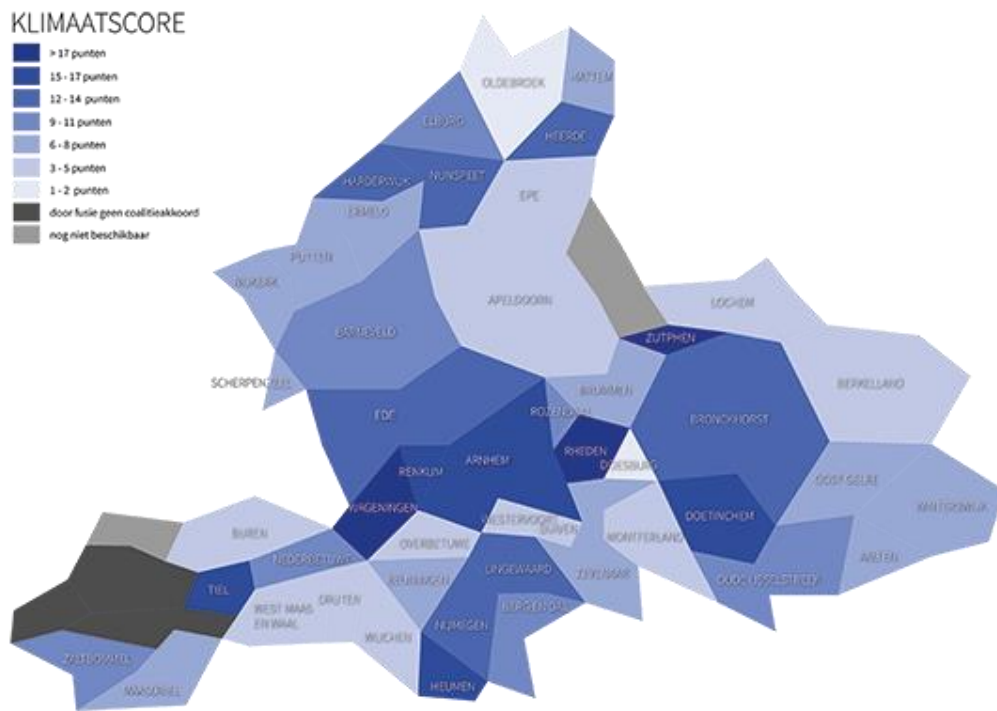 KLIMAATSCORE
> 17 punten
15 - 17 punten
12 - 14 punten
9 - 11 punten
6 - 8 punten
3 - 5 punten
1 - 2 punten
door fusie geen coalitieakkoord
nog niet beschikbaar
OLDEBROEK
HATTEM
ELBURG
HEERDE
HARDERWIJK
NUNSPEET
EPE
ERMELO
PUTTEN
NIJKERK
APELDOORN
LOCHEM
BARNEVELD
ZUTPHEN
SCHERPENZEEL
BRUMMEN
BERKELLAND
EDE
ROZENDAAL
BRONCKHORST
RENKUM
ARNHEM
RHEDEN
DOESBURG
OOST GELRE
WAGENINGEN
WESTERVOORT
DUIVEN
DOETINCHEM
WINTERSWIJK
BUREN
NEDERBETUWE
OVERBETUWE
MONTFERLAND
AALTEN
TIEL
BEUNINGEN
LINGEWAARD
ZEVENAAR
OUDE IJSSELSTREEK
WEST MAAS
EN WAAL
DRUTEN
BERG EN DAL
WIJCHEN
NIJMEGEN
ZALTBOMMEL
MAASDRIEL
HEUMEN